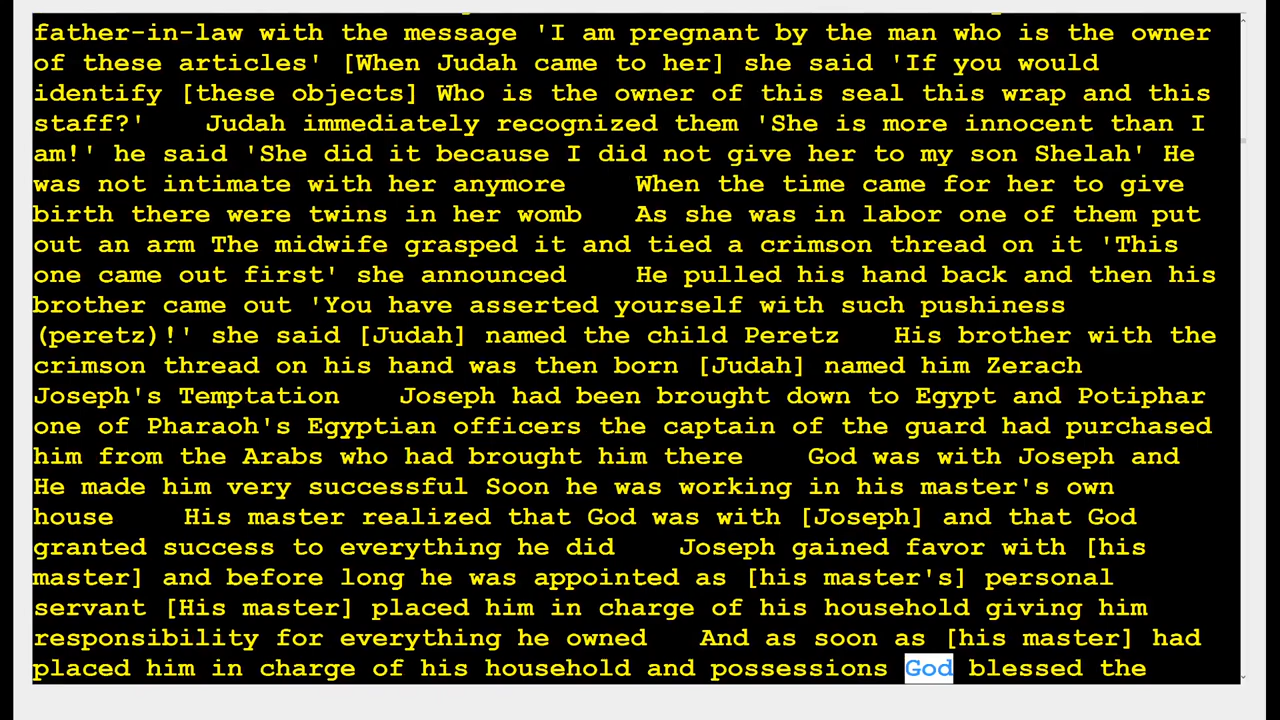 father-in-law with the message 'I am pregnant by the man who is the owner
of these articles' [When Judah came to her] she said 'If you would
identify [these objects] Who is the owner of this seal this wrap and this
staff?' Judah immediately recognized them 'She is more innocent than I
am!' he said 'She did it because I did not give her to my son Shelah' He
was not intimate with her anymore When the time came for her to give
birth there were twins in her womb As she was in labor one of them put
out an arm The midwife grasped it and tied a crimson thread on it 'This
one came out first' she announced He pulled his hand back and then his
brother came out 'You have asserted yourself with such pushiness
(peretz)!' she said [Judah] named the child Peretz His brother with the
crimson thread on his hand was then born [Judah] named him Zerach
Joseph's Temptation Joseph had been brought down to Egypt and Potiphar
one of Pharaoh's Egyptian officers the captain of the guard had purchased
him from the Arabs who had brought him there God was with Joseph and
He made him very successful Soon he was working in his master's own
house His master realized that God was with [Joseph] and that God
granted success to everything he did Joseph gained favor with [his
master] and before long he was appointed as [his master's] personal
servant [His master] placed him in charge of his household giving him
responsibility for everything he owned And as soon as [his master] had
placed him in charge of his household and possessions God blessed the